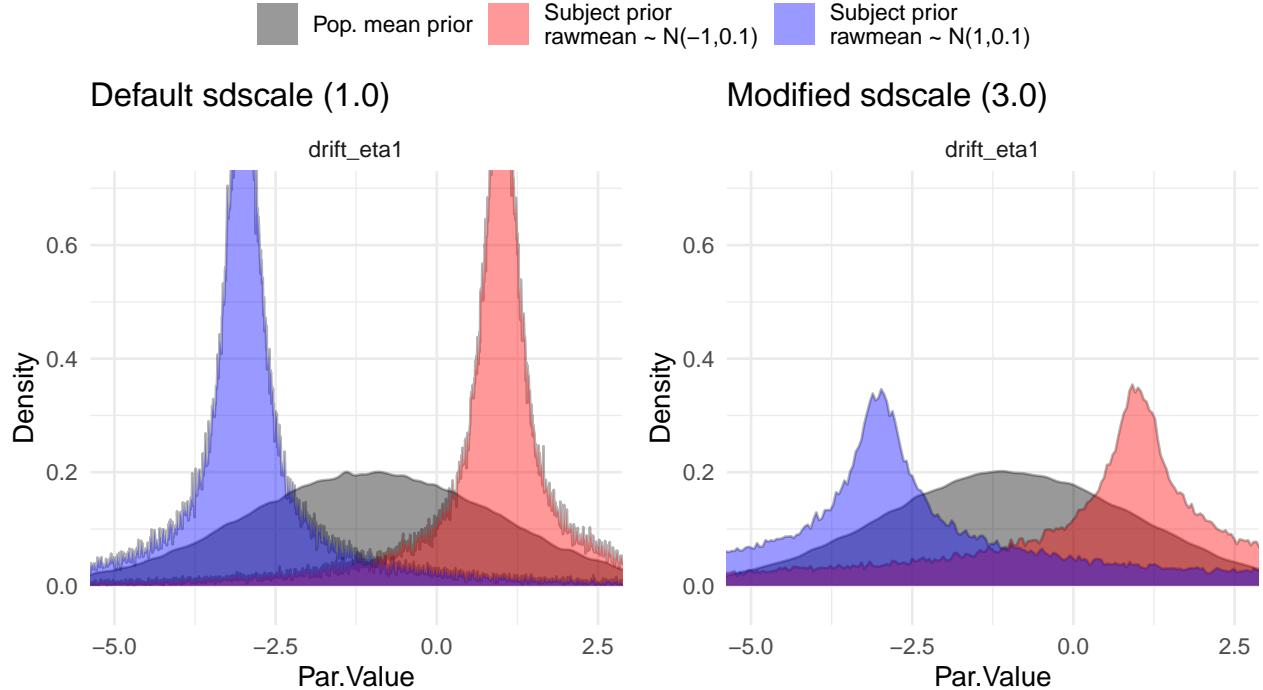 Pop. mean prior
Subject prior
rawmean ~ N(−1,0.1)
Subject prior
rawmean ~ N(1,0.1)
Default sdscale (1.0)
Modified sdscale (3.0)
drift_eta1
drift_eta1
Density
0.6
0.4
0.2
0.0
−5.0 −2.5 0.0 2.5
Par.Value
Density
0.6
0.4
0.2
0.0
−5.0 −2.5 0.0 2.5
Par.Value